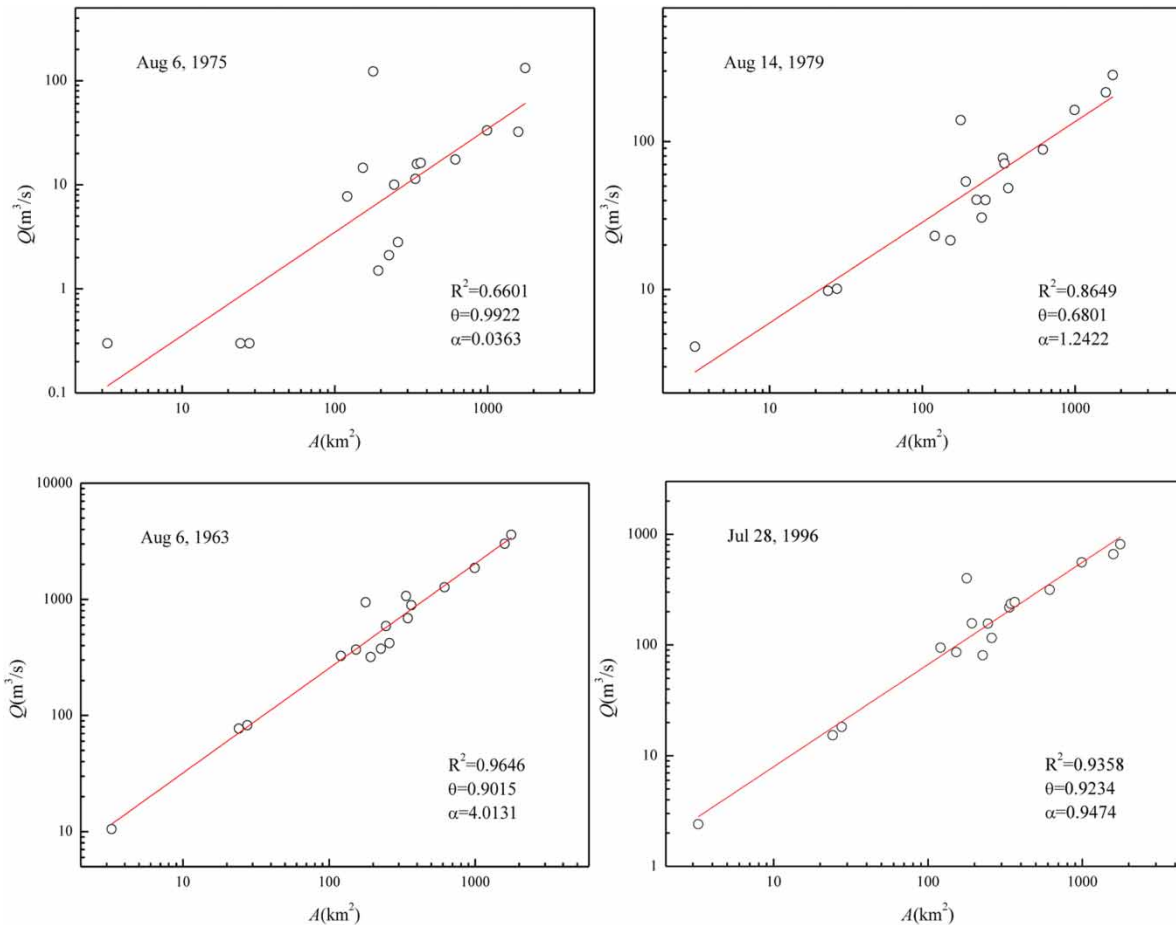 Aug 6, 1975
100
10
1
0.1
Q(m³/s)
10
100
1000
A(km²)
R²=0.6601
θ=0.9922
α=0.0363
Aug 14, 1979
100
10
Q(m³/s)
10
100
1000
A(km²)
R²=0.8649
θ=0.6801
α=1.2422
Aug 6, 1963
10000
1000
100
10
Q(m³/s)
10
100
1000
A(km²)
R²=0.9646
θ=0.9015
α=4.0131
Jul 28, 1996
1000
100
10
1
Q(m³/s)
10
100
1000
A(km²)
R²=0.9358
θ=0.9234
α=0.9474